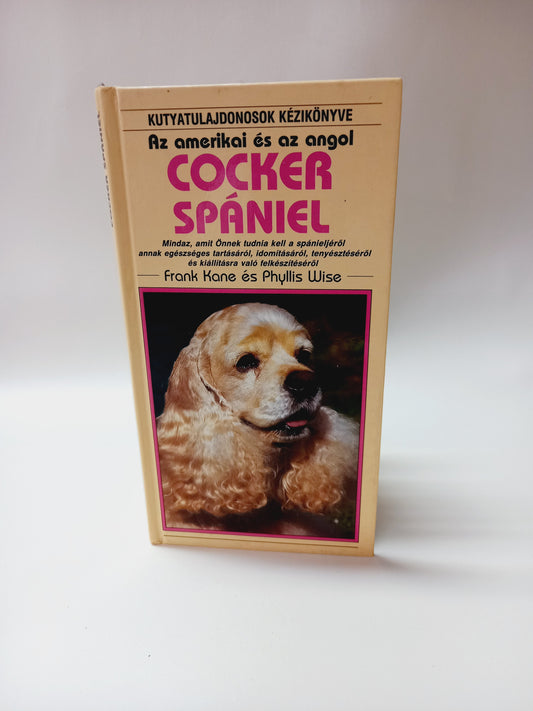 KUTYATULAJDONOSOK KÉZIKÖNYVE
Az amerikai és az angol
COCKER
SPÁNIEL
Mindaz, amit Önnek tudnia kell a spánieljéről
annak egészséges tartásáról, idomításáról, tenyésztéséről
és kiállításra való felkészítéséről
Frank Kane és Phyllis Wise
SPÁNIEL